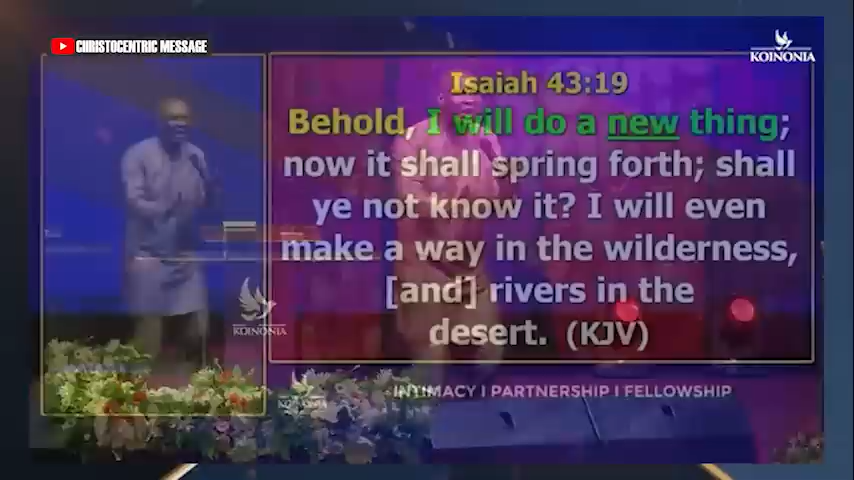 CHRISTOCENTRIC MESSAGE
KOINONIA
Isaiah 43:19
Behold, I will do a new thing;
now it shall spring forth; shall
ye not know it? I will even
make a way in the wilderness,
[and] rivers in the
desert. (KJV)
KOINONIA
INTIMACY I PARTNERSHIP I FELLOWSHIP